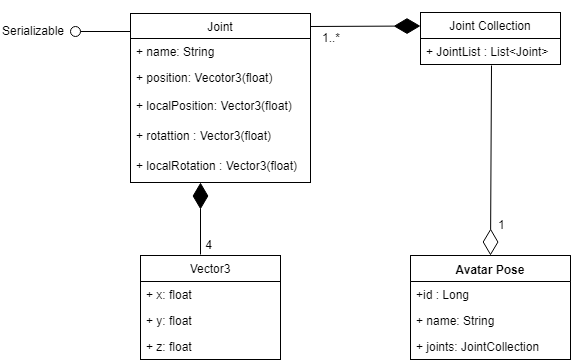 Serializable
Joint
+ name: String
+ position: Vecotor3(float)
+ localPosition: Vector3(float)
+ rotattion : Vector3(float)
+ localRotation : Vector3(float)
1..*
Joint Collection
+ JointList : List<Joint>
4
Vector3
+ x: float
+ y: float
+ z: float
1
Avatar Pose
+id : Long
+ name: String
+ joints: JointCollection